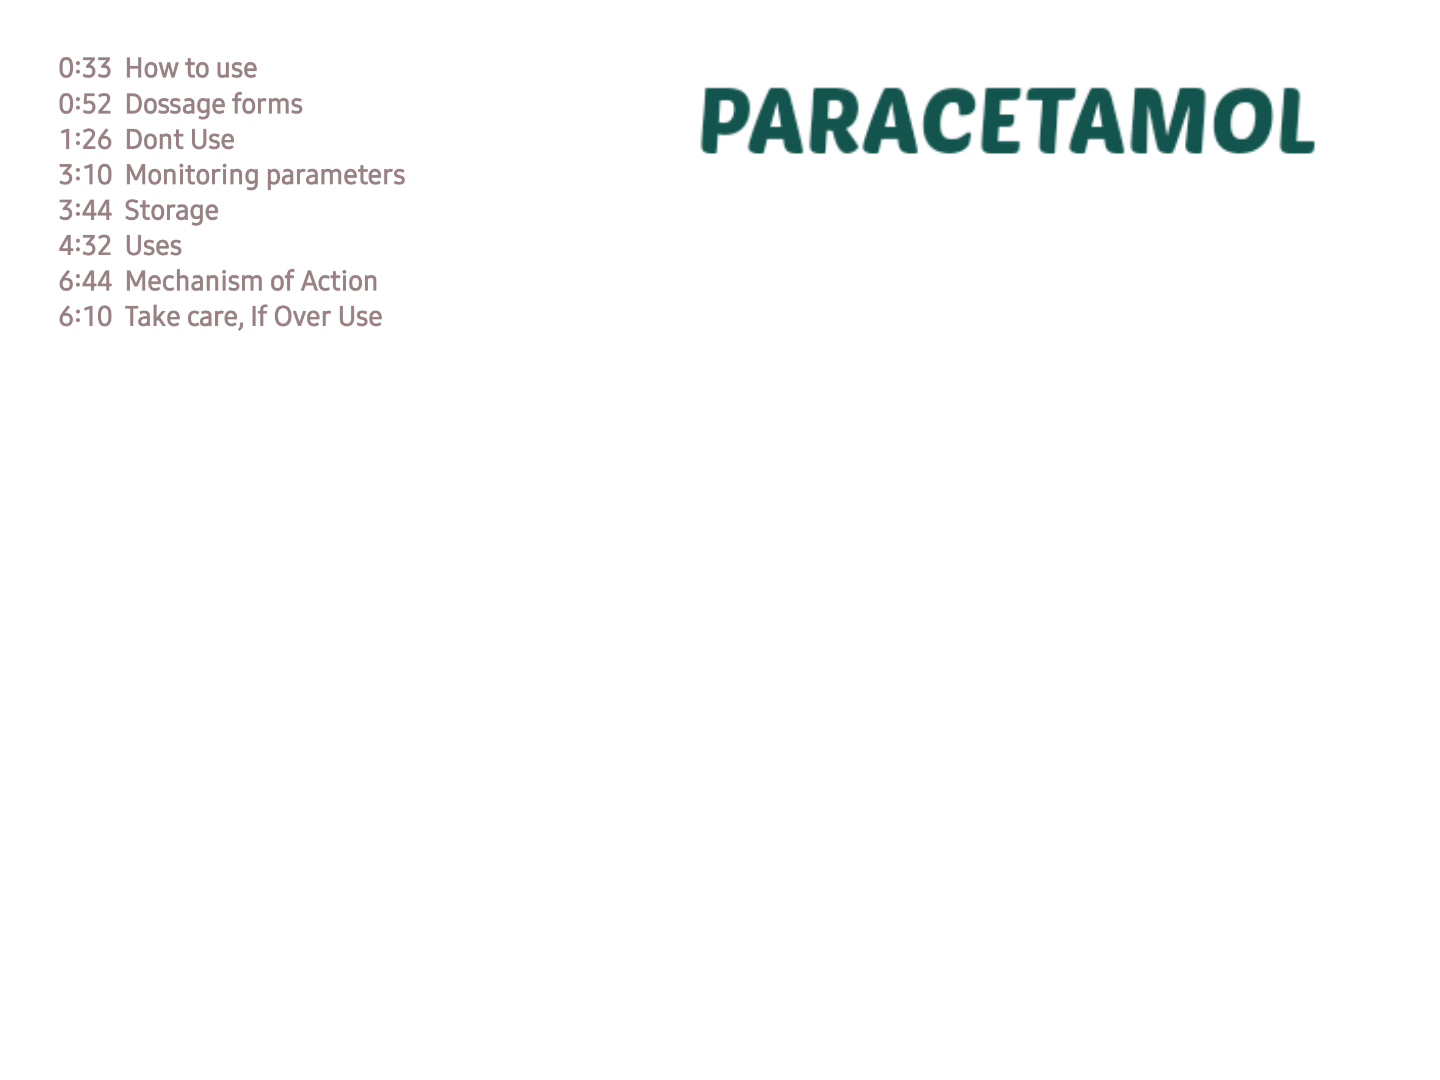 0:33 How to use
0:52 Dossage forms
1:26 Dont Use
3:10 Monitoring parameters
3:44 Storage
4:32 Uses
6:44 Mechanism of Action
6:10 Take care, If Over Use
PARACETAMOL